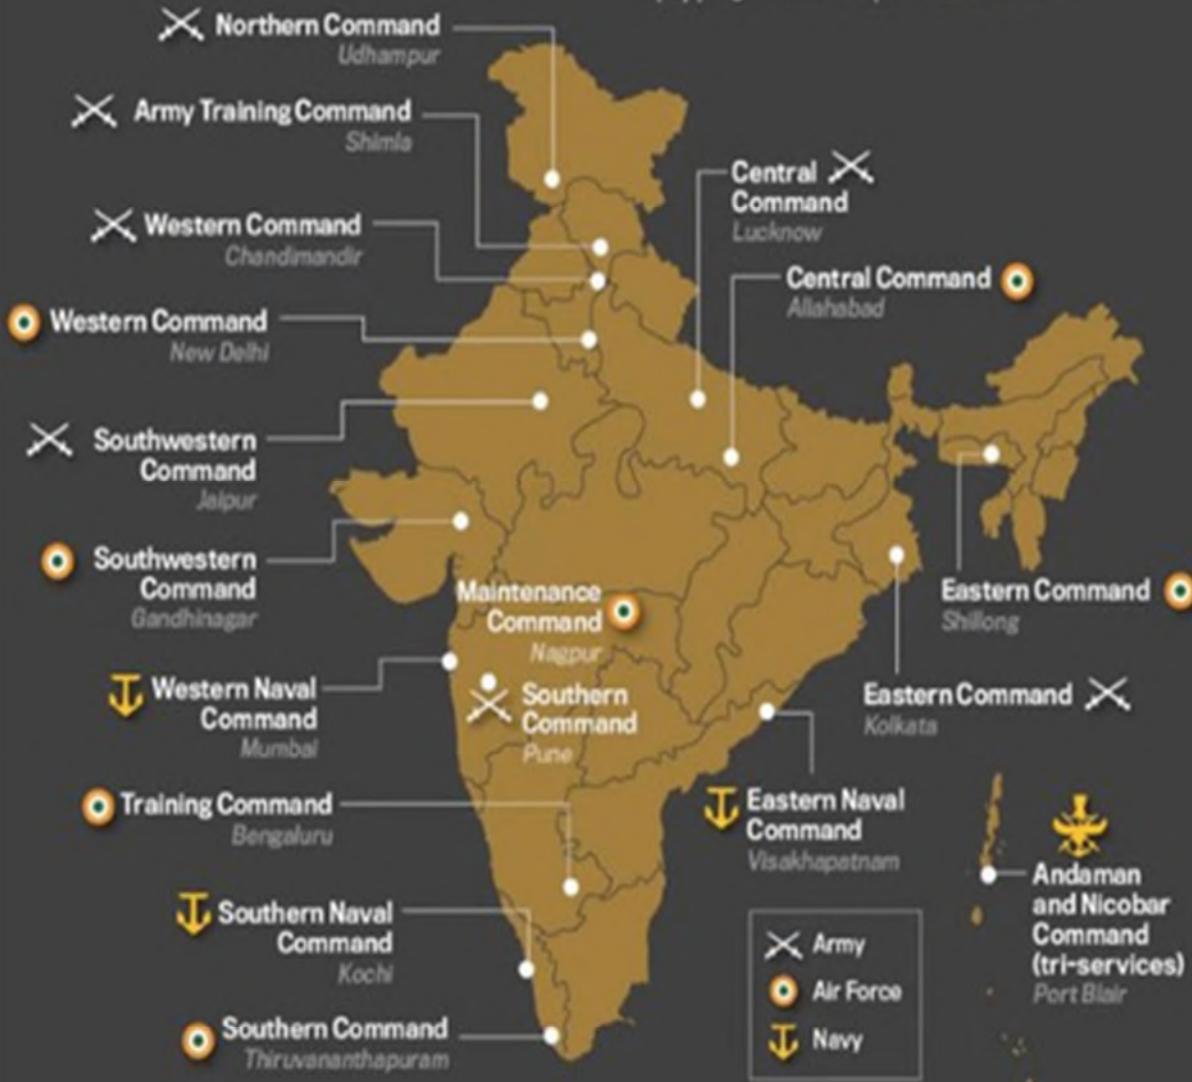 Northern Command
Udhampur
Army Training Command
Shimla
Central
Command
Lucknow
Western Command
Chandimandir
Central Command
Allahabad
Western Command
New Delhi
Southwestern
Command
Jaipur
Southwestern
Command
Gandhinagar
Maintenance
Command
Nagpur
Eastern Command
Shillong
Western Naval
Command
Mumbai
Southern
Command
Pune
Eastern Command
Kolkata
Training Command
Bengaluru
Eastern Naval
Command
Visakhapatnam
Andaman
and Nicobar
Command
(tri-services)
Port Blair
Southern Naval
Command
Kochi
Southern Command
Thiruvananthapuram
Army
Air Force
Navy